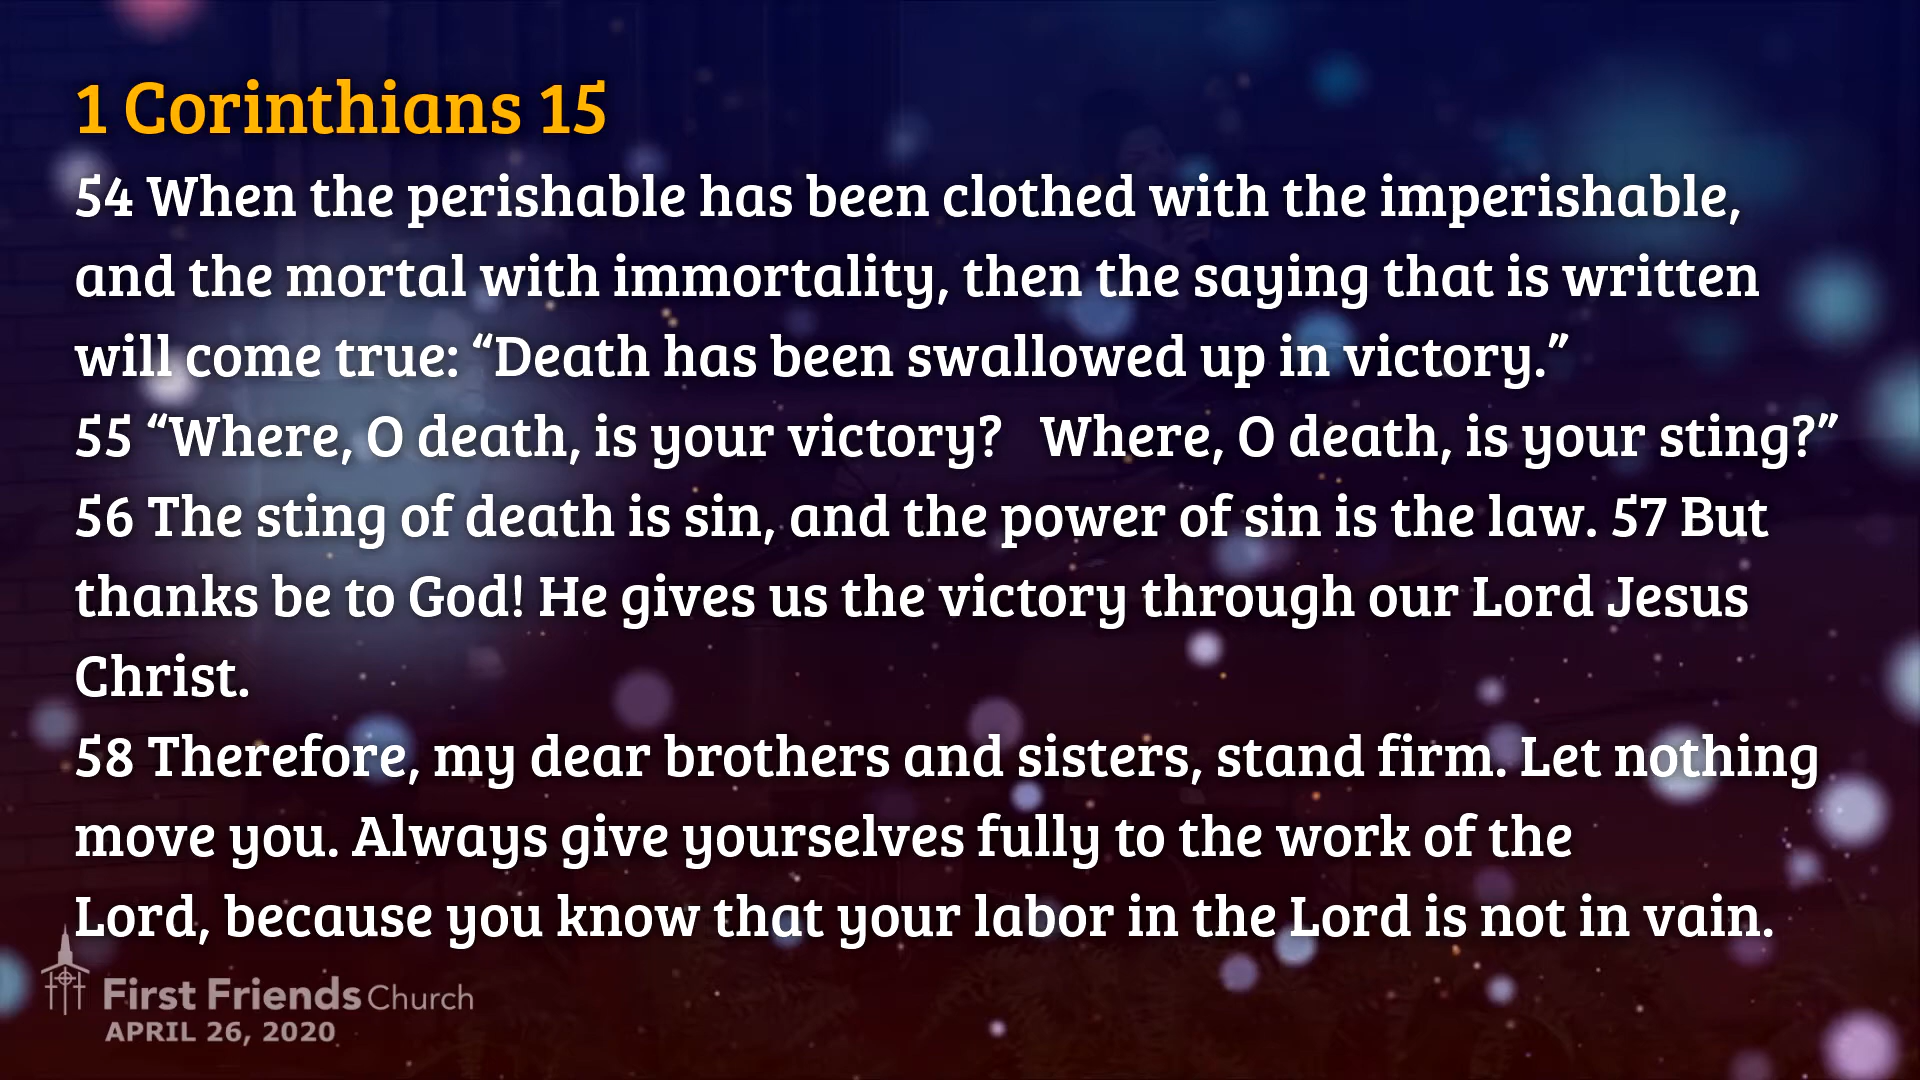 1 Corinthians 15
54 When the perishable has been clothed with the imperishable,
and the mortal with immortality, then the saying that is written
will come true: “Death has been swallowed up in victory.”
55 “Where, O death, is your victory?   Where, O death, is your sting?”
56 The sting of death is sin, and the power of sin is the law. 57 But
thanks be to God! He gives us the victory through our Lord Jesus
Christ.
58 Therefore, my dear brothers and sisters, stand firm. Let nothing
move you. Always give yourselves fully to the work of the
Lord, because you know that your labor in the Lord is not in vain.
First Friends Church
APRIL 26, 2020